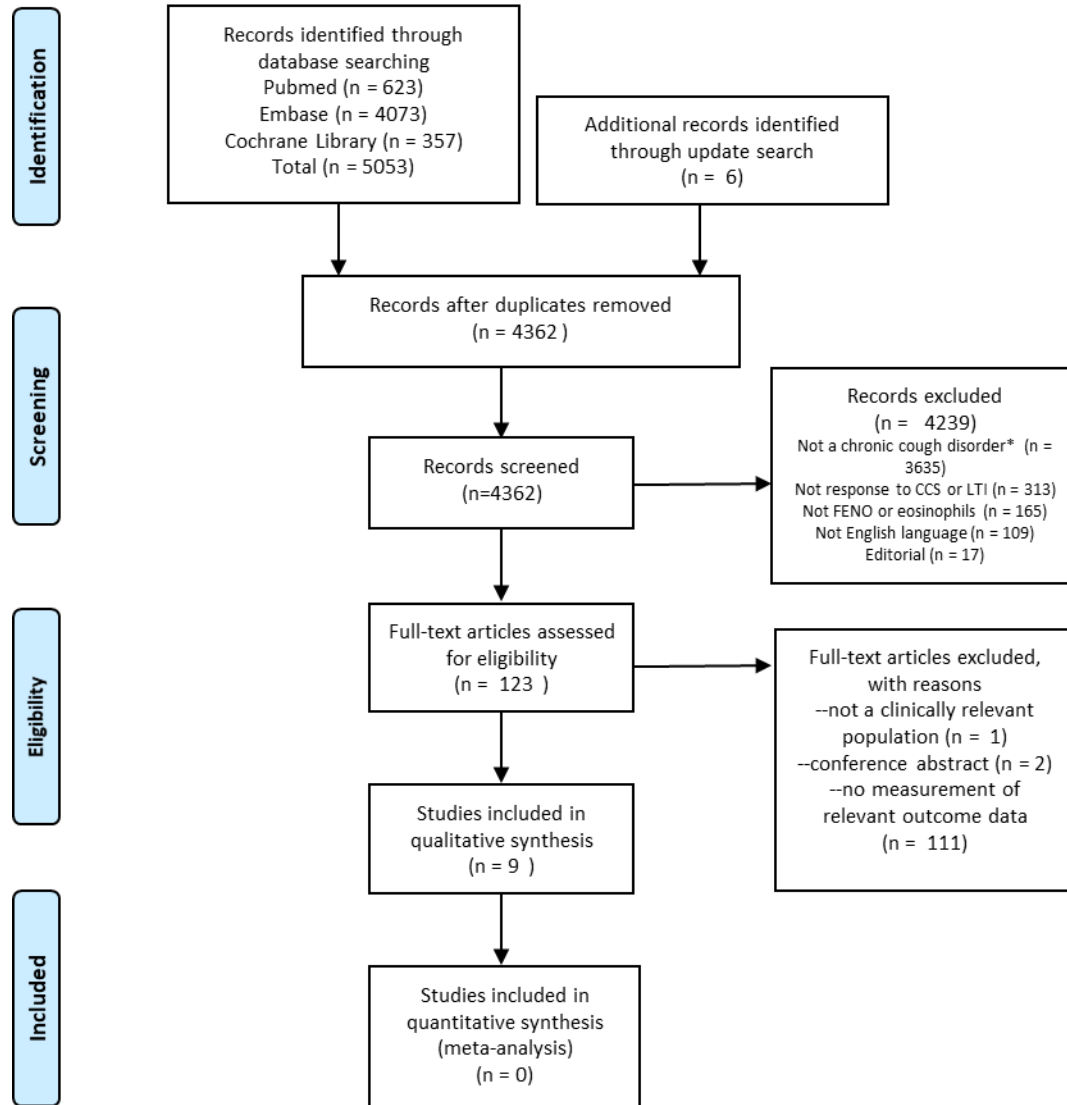 Identification
Records identified through
database searching
Pubmed (n = 623)
Embase (n = 4073)
Cochrane Library (n = 357)
Total (n = 5053)
Additional records identified
through update search
(n = 6)
Screening
Records after duplicates removed
(n = 4362 )
Records screened
(n=4362)
Records excluded
(n = 4239)
Not a chronic cough disorder* (n =
3635)
Not response to CCS or LTI (n = 313)
Not FENO or eosinophils (n = 165)
Not English language (n = 109)
Editorial (n = 17)
Eligibility
Full-text articles assessed
for eligibility
(n = 123 )
Full-text articles excluded,
with reasons
--not a clinically relevant
population (n = 1)
--conference abstract (n = 2)
--no measurement of
relevant outcome data
(n = 111)
Studies included in
qualitative synthesis
(n = 9 )
Included
Studies included in
quantitative synthesis
(meta-analysis)
(n = 0)